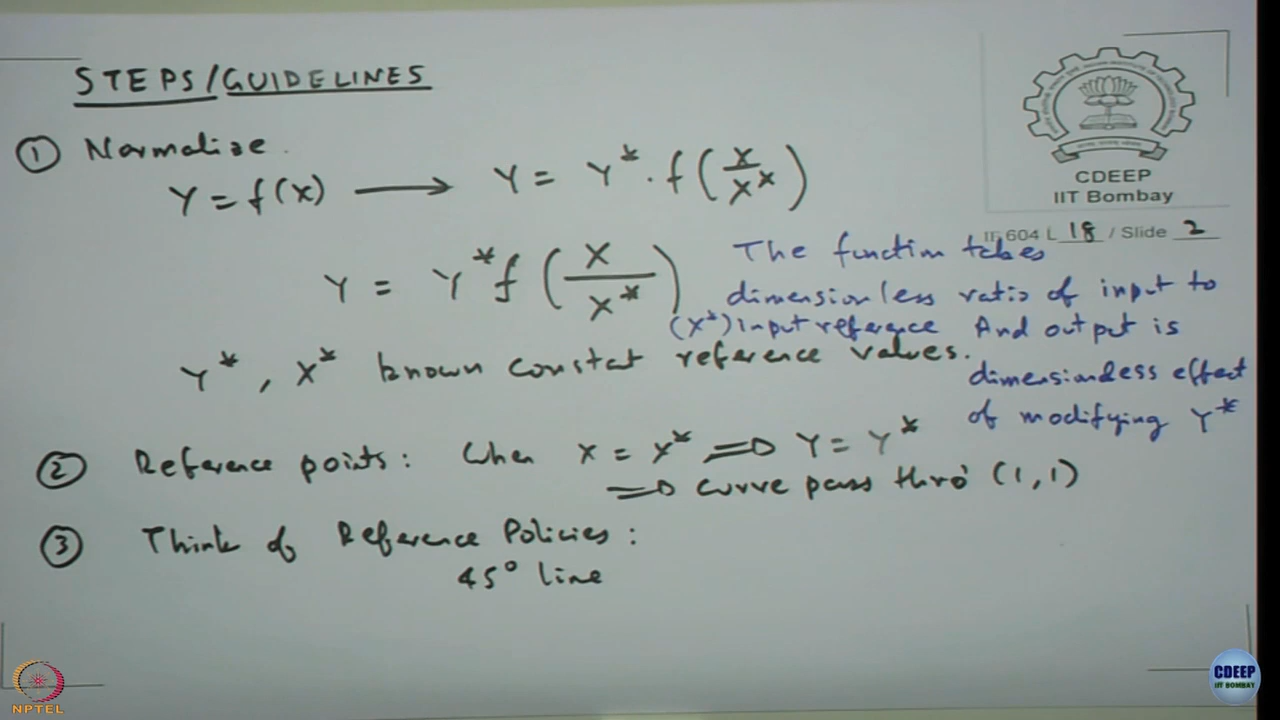 STEPS/GUIDELINES
① Normalize.
Y = f(X) ⟶ Y = Y* . f(X/X*)
Y = Y* f(X/X*)
The function takes
dimensionless ratio of input to
(X*) input reference And output is
dimensionless effect
of modifying Y*
Y*, X* known constat reference values.
② Reference points: When X = X* ⇒ Y = Y*
⇒ curve pass thro' (1,1)
③ Think of Reference Policies:
45° line
CDEEP
IIT Bombay
IE 604 L 18 / Slide 2
NPTEL
CDEEP
IIT BOMBAY